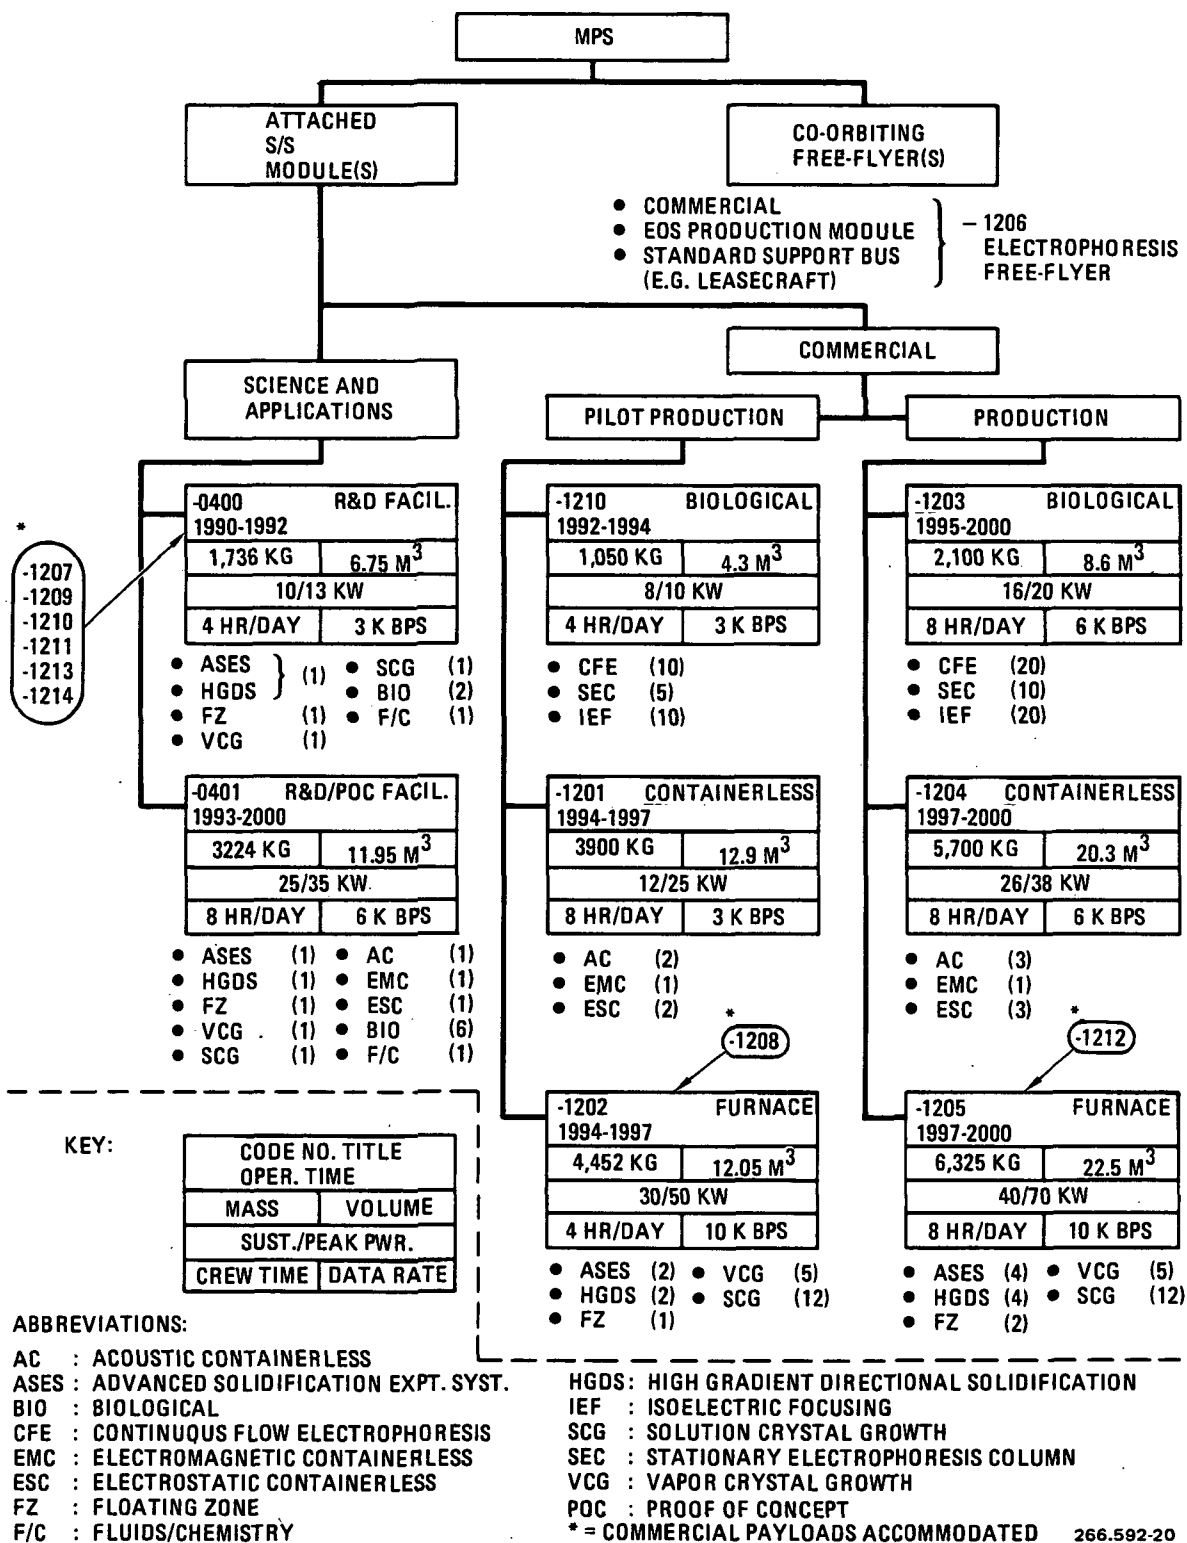 MPS
ATTACHED
S/S
MODULE(S)
CO-ORBITING
FREE-FLYER(S)
● COMMERCIAL
● EOS PRODUCTION MODULE
● STANDARD SUPPORT BUS
(E.G. LEASECRAFT)
– 1206
ELECTROPHORESIS
FREE-FLYER
COMMERCIAL
SCIENCE AND
APPLICATIONS
PILOT PRODUCTION
PRODUCTION
*
-1207
-1209
-1210
-1211
-1213
-1214
-0400 R&D FACIL.
1990-1992
1,736 KG 6.75 M³
10/13 KW
4 HR/DAY 3 K BPS
● ASES } (1) ● SCG (1)
● HGDS ● BIO (2)
● FZ (1) ● F/C (1)
● VCG (1)
-1210 BIOLOGICAL
1992-1994
1,050 KG 4.3 M³
8/10 KW
4 HR/DAY 3 K BPS
● CFE (10)
● SEC (5)
● IEF (10)
-1203 BIOLOGICAL
1995-2000
2,100 KG 8.6 M³
16/20 KW
8 HR/DAY 6 K BPS
● CFE (20)
● SEC (10)
● IEF (20)
-0401 R&D/POC FACIL.
1993-2000
3224 KG 11.95 M³
25/35 KW.
8 HR/DAY 6 K BPS
● ASES (1) ● AC (1)
● HGDS (1) ● EMC (1)
● FZ (1) ● ESC (1)
● VCG (1) ● BIO (6)
● SCG (1) ● F/C (1)
-1201 CONTAINERLESS
1994-1997
3900 KG 12.9 M³
12/25 KW
8 HR/DAY 3 K BPS
● AC (2)
● EMC (1)
● ESC (2)
-1204 CONTAINERLESS
1997-2000
5,700 KG 20.3 M³
26/38 KW
8 HR/DAY 6 K BPS
● AC (3)
● EMC (1)
● ESC (3)
*
-1208
*
-1212
-1202 FURNACE
1994-1997
4,452 KG 12.05 M³
30/50 KW
4 HR/DAY 10 K BPS
● ASES (2) ● VCG (5)
● HGDS (2) ● SCG (12)
● FZ (1)
-1205 FURNACE
1997-2000
6,325 KG 22.5 M³
40/70 KW
8 HR/DAY 10 K BPS
● ASES (4) ● VCG (5)
● HGDS (4) ● SCG (12)
● FZ (2)
KEY:
CODE NO. TITLE
OPER. TIME
MASS VOLUME
SUST./PEAK PWR.
CREW TIME DATA RATE
ABBREVIATIONS:
AC : ACOUSTIC CONTAINERLESS
ASES : ADVANCED SOLIDIFICATION EXPT. SYST.
BIO : BIOLOGICAL
CFE : CONTINUOUS FLOW ELECTROPHORESIS
EMC : ELECTROMAGNETIC CONTAINERLESS
ESC : ELECTROSTATIC CONTAINERLESS
FZ : FLOATING ZONE
F/C : FLUIDS/CHEMISTRY
HGDS: HIGH GRADIENT DIRECTIONAL SOLIDIFICATION
IEF : ISOELECTRIC FOCUSING
SCG : SOLUTION CRYSTAL GROWTH
SEC : STATIONARY ELECTROPHORESIS COLUMN
VCG : VAPOR CRYSTAL GROWTH
POC : PROOF OF CONCEPT
* = COMMERCIAL PAYLOADS ACCOMMODATED
266.592-20